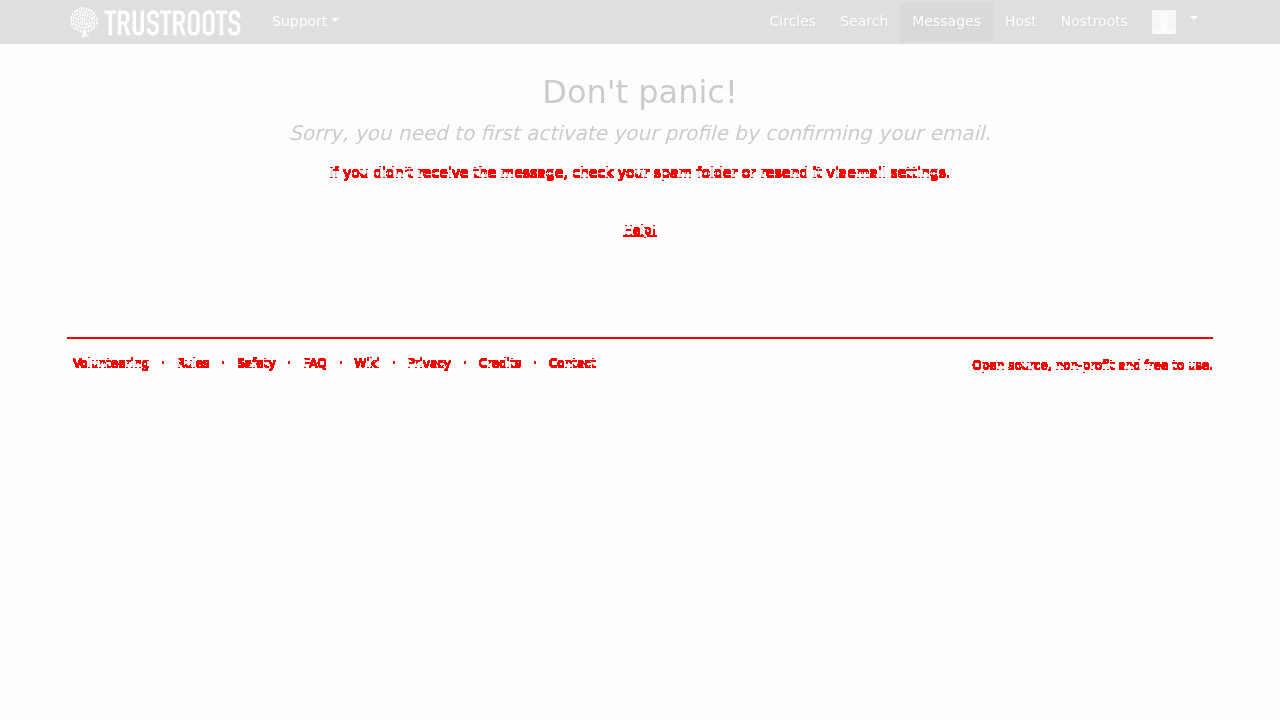 TRUSTROOTS Support Circles Search Messages Host Nostroots
Don't panic!
Sorry, you need to first activate your profile by confirming your email.
If you didn't receive the message, check your spam folder or resend it via email settings.
Help!
Volunteering · Rules · Safety · FAQ · Wiki · Privacy · Credits · Contact
Open source, non-profit and free to use.